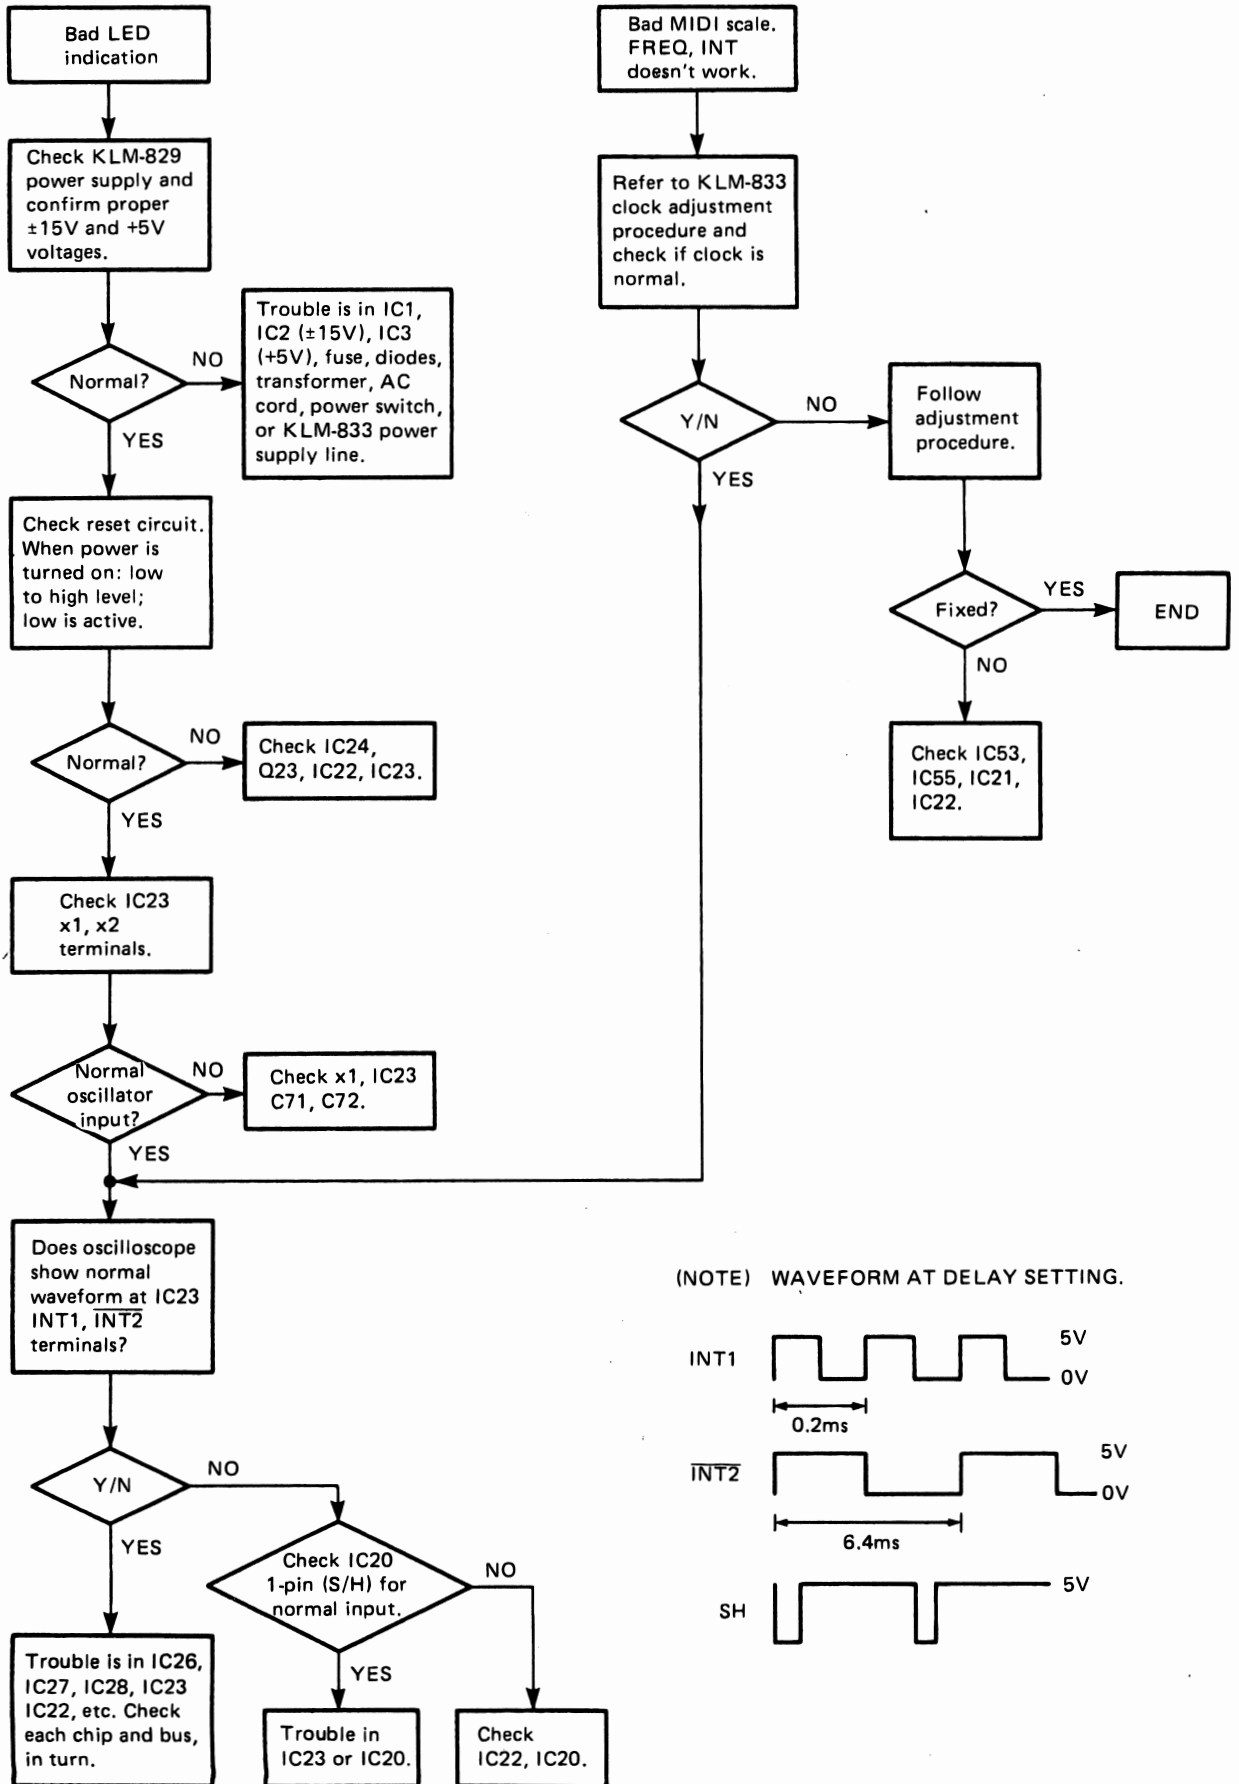 Bad LED
indication
Check KLM-829
power supply and
confirm proper
±15V and +5V
voltages.
Normal?
NO
YES
Trouble is in IC1,
IC2 (±15V), IC3
(+5V), fuse, diodes,
transformer, AC
cord, power switch,
or KLM-833 power
supply line.
Check reset circuit.
When power is
turned on: low
to high level;
low is active.
Normal?
NO
YES
Check IC24,
Q23, IC22, IC23.
Check IC23
x1, x2
terminals.
Normal
oscillator
input?
NO
YES
Check x1, IC23
C71, C72.
Does oscilloscope
show normal
waveform at IC23
INT1, INT2
terminals?
Y/N
NO
YES
Check IC20
1-pin (S/H) for
normal input.
NO
YES
Trouble is in IC26,
IC27, IC28, IC23
IC22, etc. Check
each chip and bus,
in turn.
Trouble in
IC23 or IC20.
Check
IC22, IC20.
Bad MIDI scale.
FREQ, INT
doesn't work.
Refer to KLM-833
clock adjustment
procedure and
check if clock is
normal.
Y/N
NO
YES
Follow
adjustment
procedure.
Fixed?
YES
NO
END
Check IC53,
IC55, IC21,
IC22.
(NOTE) WAVEFORM AT DELAY SETTING.
INT1
5V
0V
0.2ms
INT2
5V
0V
6.4ms
SH
5V